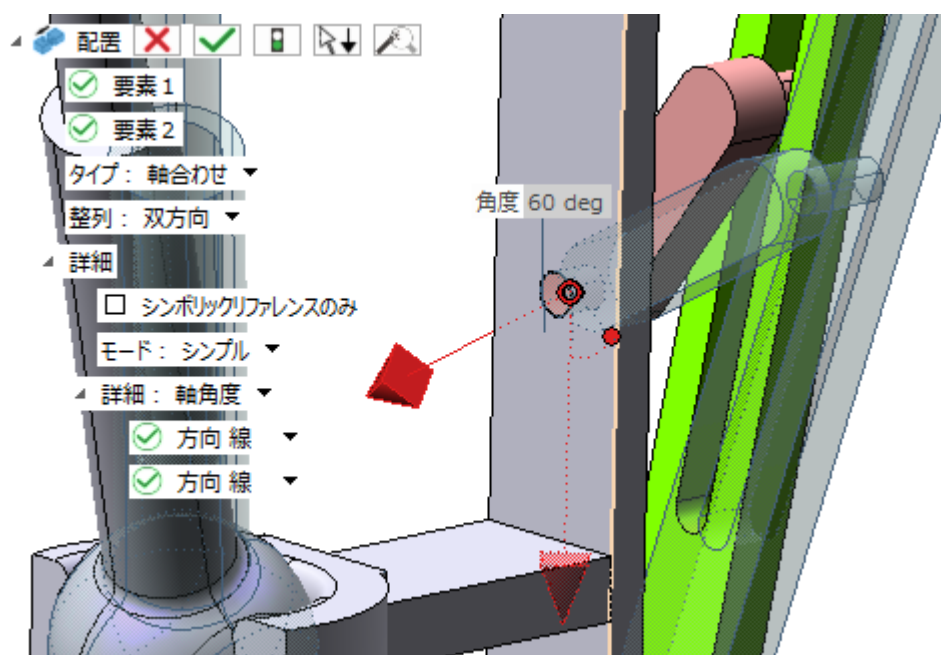 配置
要素 1
要素 2
タイプ： 軸合わせ
整列： 双方向
角度 60 deg
詳細
シンボリックリファレンスのみ
モード： シンプル
詳細： 軸角度
方向 線
方向 線